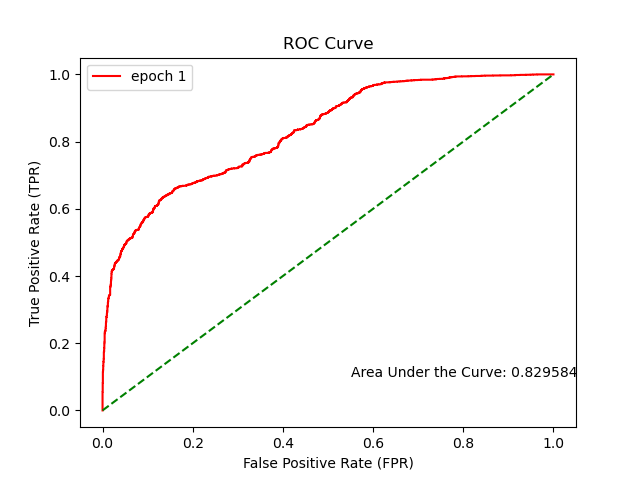 ROC Curve
epoch 1
1.0
0.8
0.6
0.4
0.2
0.0
True Positive Rate (TPR)
Area Under the Curve: 0.829584
0.0 0.2 0.4 0.6 0.8 1.0
False Positive Rate (FPR)